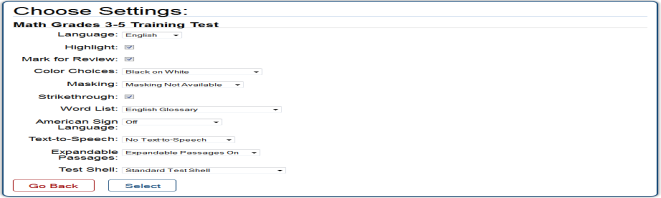 Choose Settings:
Math Grades 3-5 Training Test
Language: English
Highlight:
Mark for Review:
Color Choices: Black on White
Masking: Masking Not Available
Strikethrough:
Word List: English Glossary
American Sign Language: Off
Text-to-Speech: No Text-to-Speech
Expandable Passages: Expandable Passages On
Test Shell: Standard Test Shell
Go Back Select